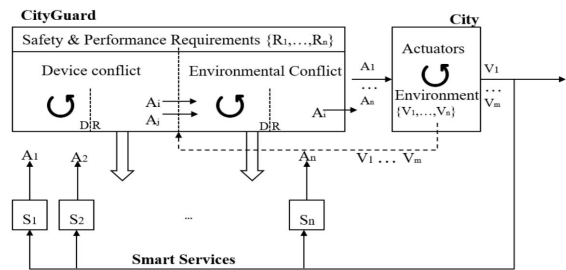 CityGuard
City
Safety & Performance Requirements {R1,…,Rn}
Device conflict
Environmental Conflict
D R
Ai
Aj
D R
Ai
A1
...
An
Actuators
Environment
{V1,…,Vn}
V1
...
Vm
A1
A2
An
V1 ... Vm
S1
S2
...
Sn
Smart Services